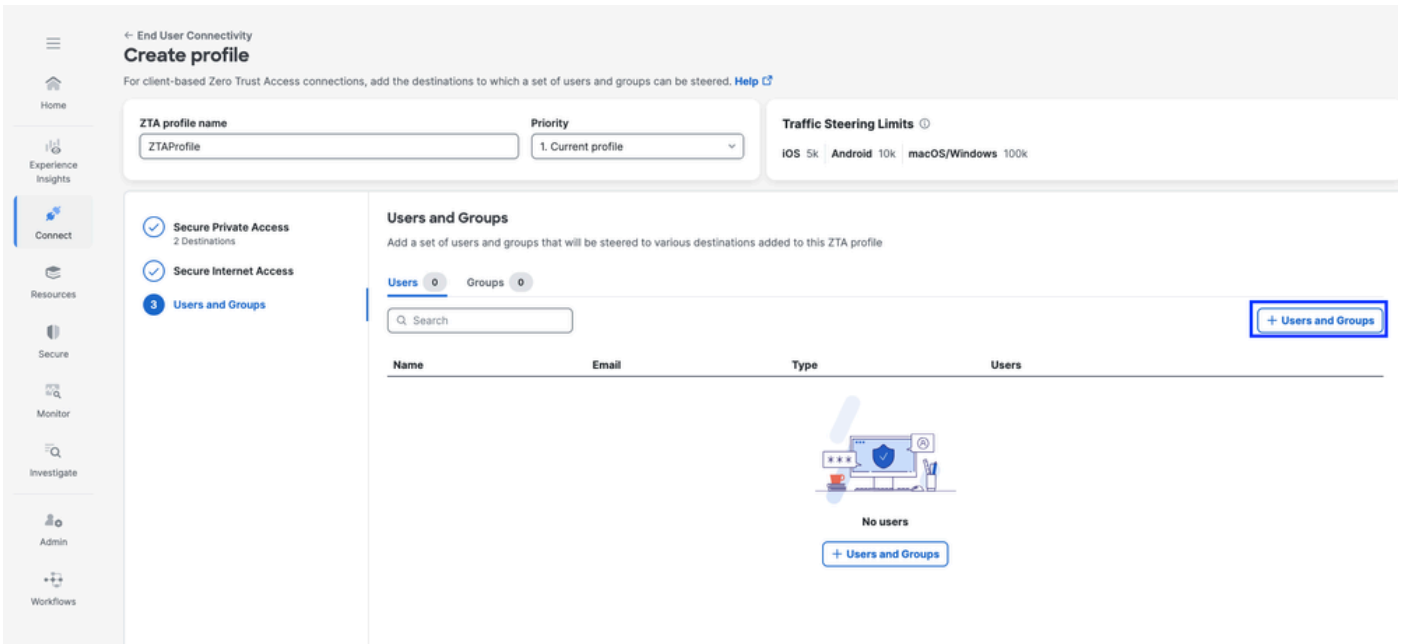 ← End User Connectivity
Create profile
For client-based Zero Trust Access connections, add the destinations to which a set of users and groups can be steered. Help
Home
Experience
Insights
Connect
Resources
Secure
Monitor
Investigate
Admin
Workflows
ZTA profile name
ZTAProfile
Priority
1. Current profile
Traffic Steering Limits
iOS 5k Android 10k macOS/Windows 100k
Secure Private Access
2 Destinations
Secure Internet Access
3 Users and Groups
Users and Groups
Add a set of users and groups that will be steered to various destinations added to this ZTA profile
Users 0 Groups 0
Search
+ Users and Groups
Name Email Type Users
***
No users
+ Users and Groups